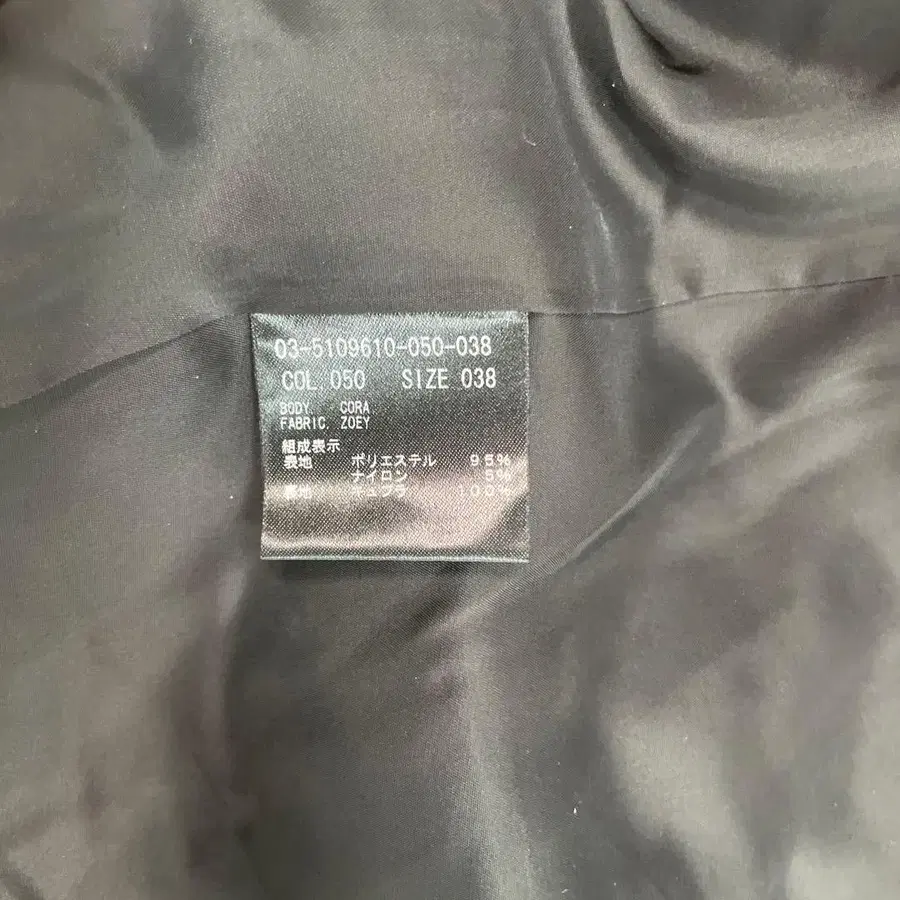 03-5109610-050-038
COL 050 SIZE 038
BODY CORA
FABRIC ZOEY
組成表示
表地 ポリエステル 95%
ナイロン 5%
裏地 キュプラ 100%